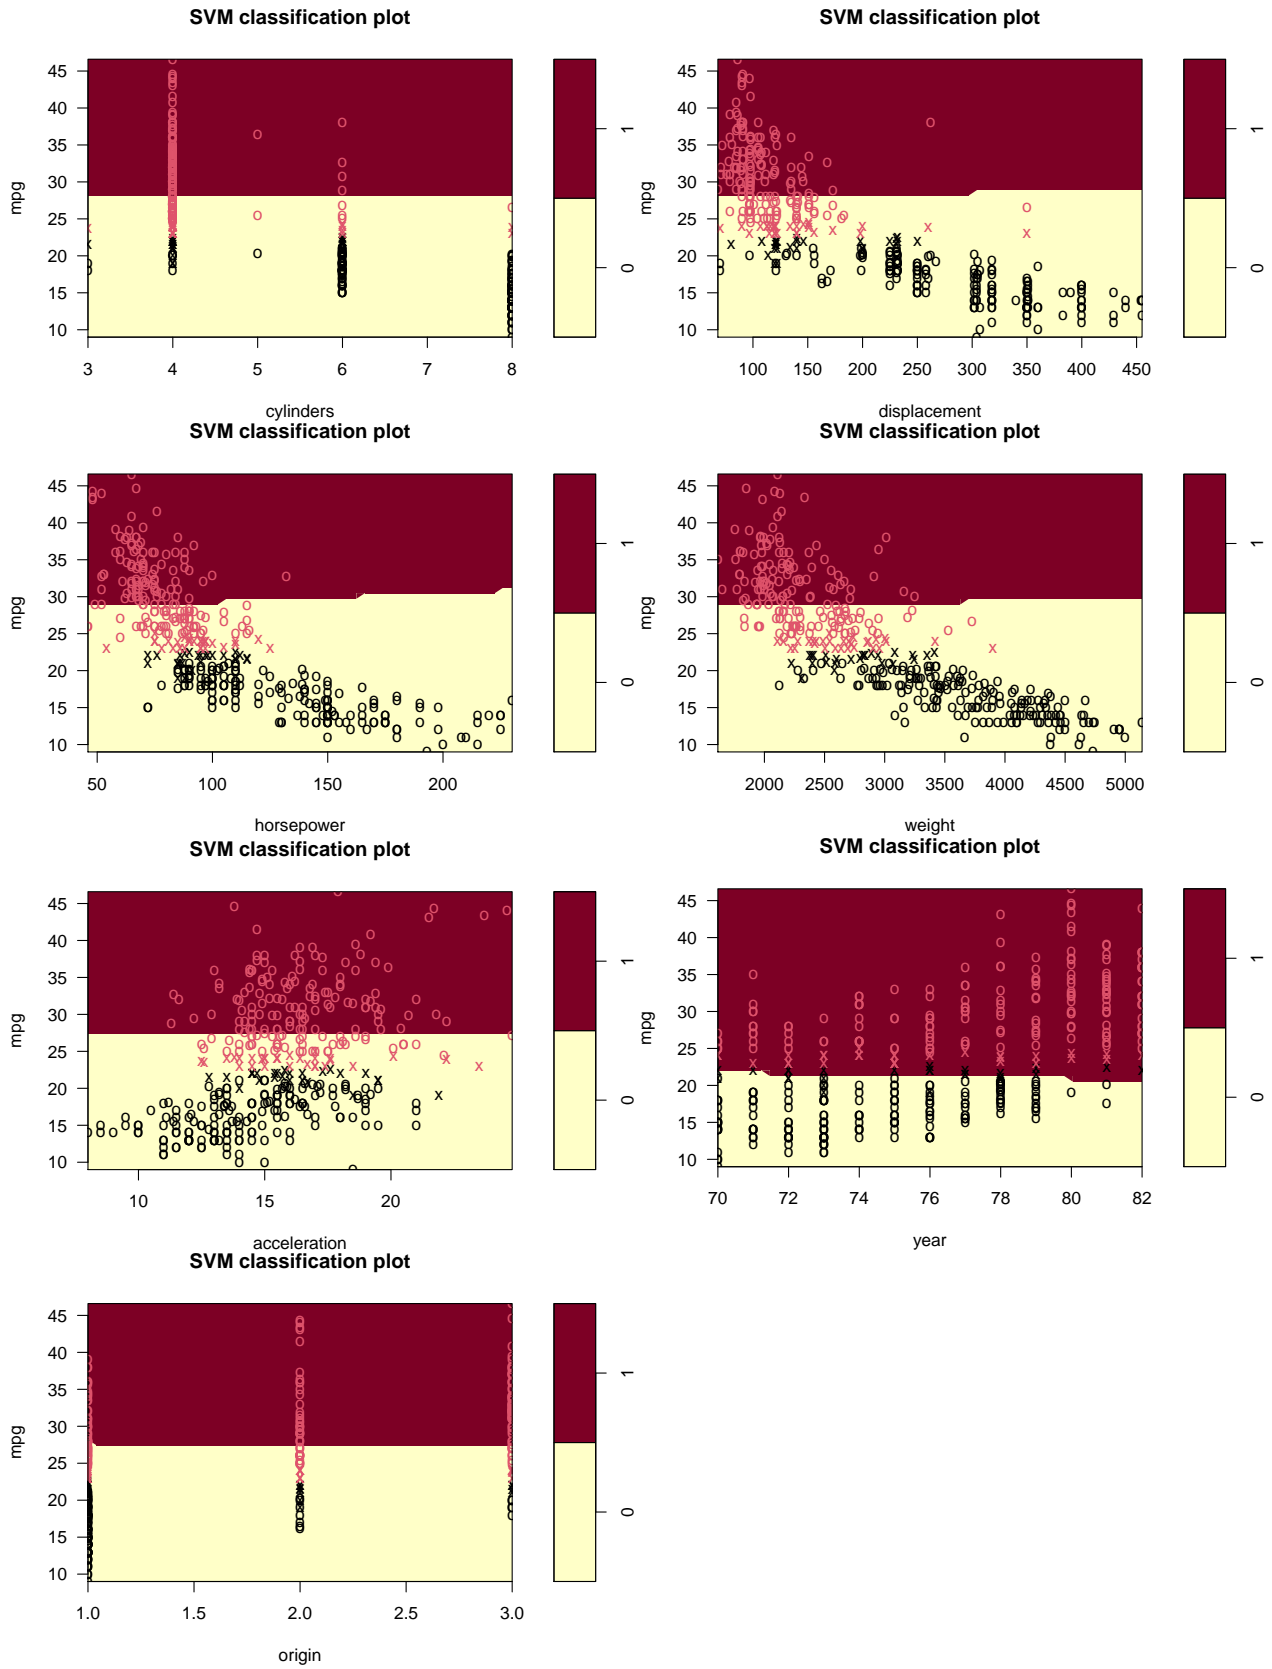 SVM classification plot
mpg
45
40
35
30
25
20
15
10
3 4 5 6 7 8
cylinders
1
0
SVM classification plot
mpg
45
40
35
30
25
20
15
10
100 150 200 250 300 350 400 450
displacement
1
0
SVM classification plot
mpg
45
40
35
30
25
20
15
10
50 100 150 200
horsepower
1
0
SVM classification plot
mpg
45
40
35
30
25
20
15
10
2000 2500 3000 3500 4000 4500 5000
weight
1
0
SVM classification plot
mpg
45
40
35
30
25
20
15
10
10 15 20
acceleration
1
0
SVM classification plot
mpg
45
40
35
30
25
20
15
10
70 72 74 76 78 80 82
year
1
0
SVM classification plot
mpg
45
40
35
30
25
20
15
10
1.0 1.5 2.0 2.5 3.0
origin
1
0